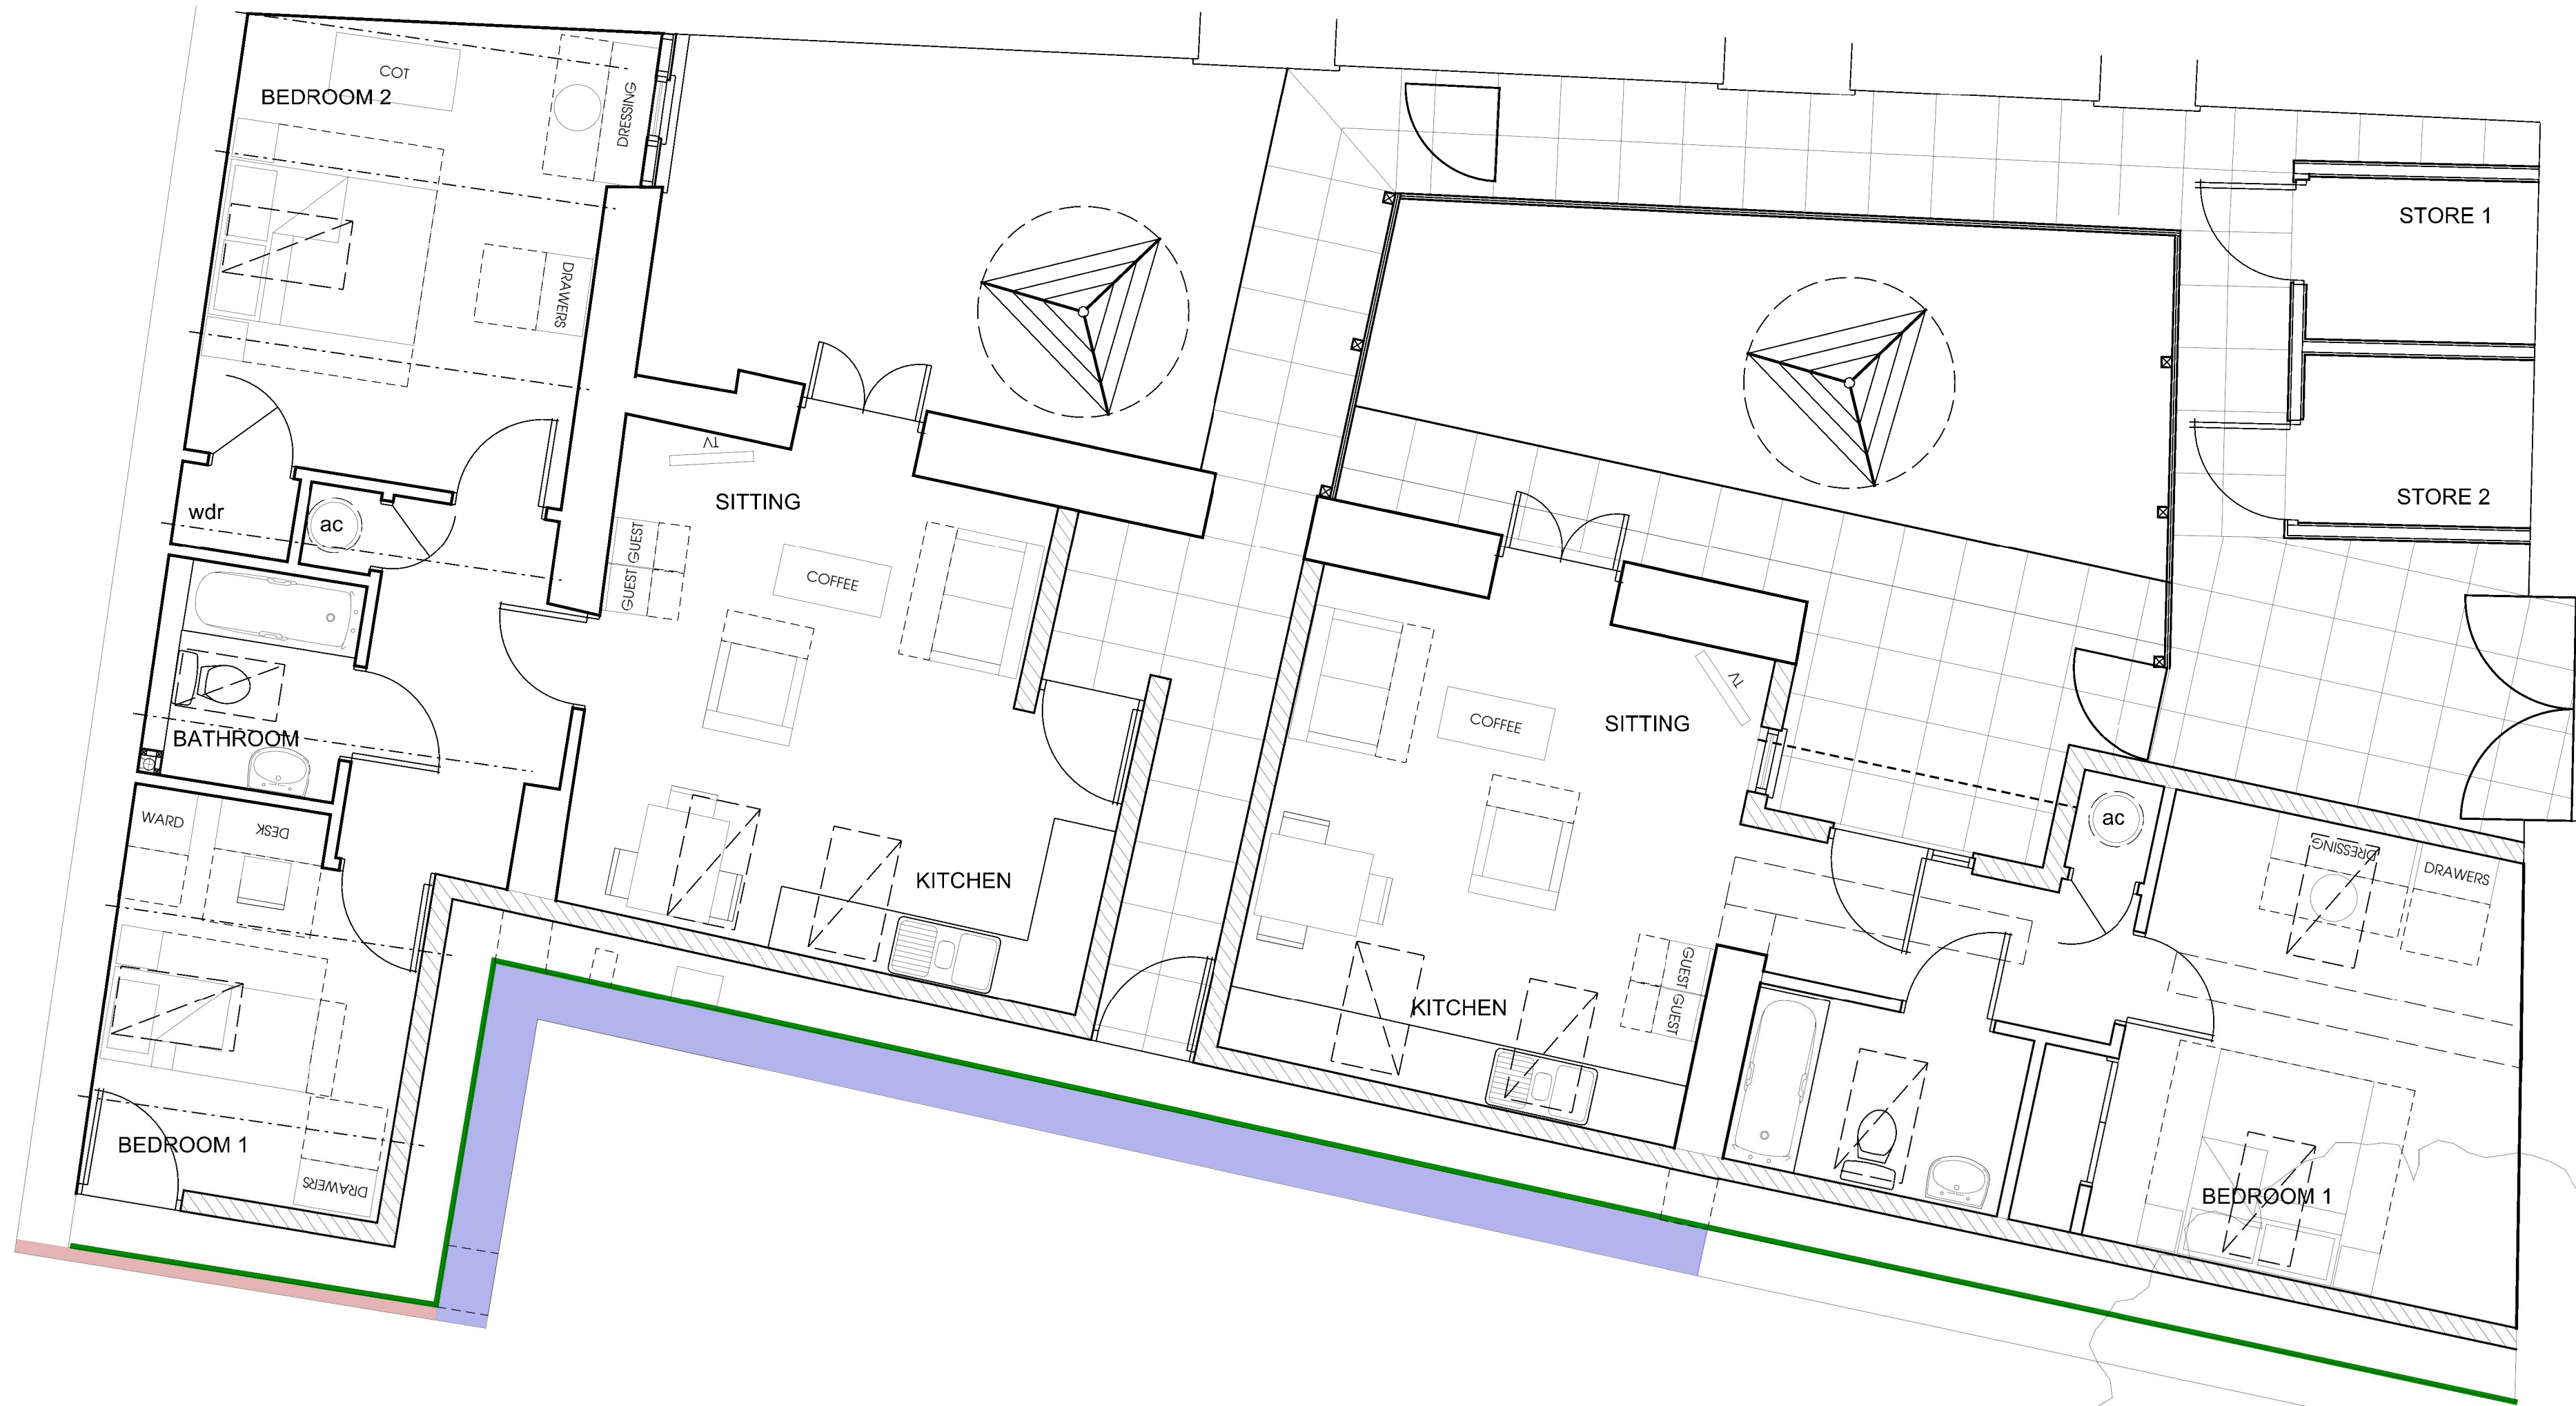 COT
BEDROOM 2
DRESSING
DRAWERS
STORE 1
STORE 2
wdr
ac
TV
SITTING
GUEST
GUEST
COFFEE
BATHROOM
WARD
DESK
KITCHEN
BEDROOM 1
DRAWERS
COFFEE
SITTING
TV
ac
DRESSING
DRAWERS
KITCHEN
GUEST
GUEST
BEDROOM 1